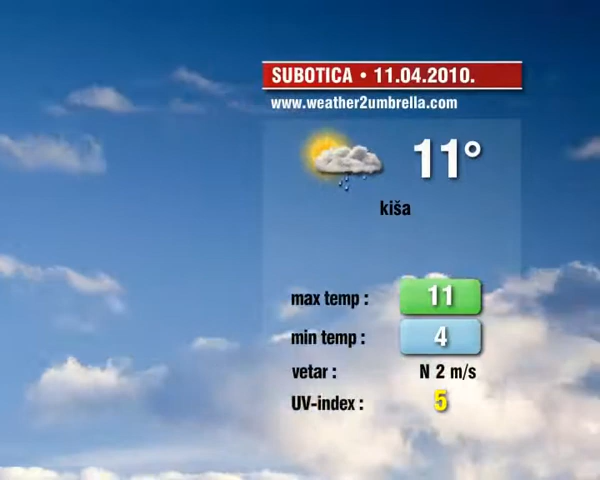 SUBOTICA • 11.04.2010.
www.weather2umbrella.com
11°
kiša
max temp : 11
min temp : 4
vetar : N 2 m/s
UV-index : 5